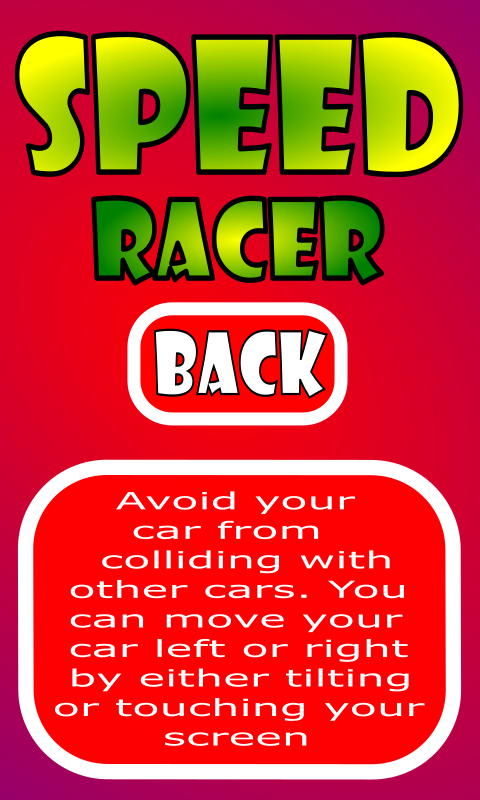 SPEED
RACER
BACK
Avoid your
car from
colliding with
other cars. You
can move your
car left or right
by either tilting
or touching your
screen